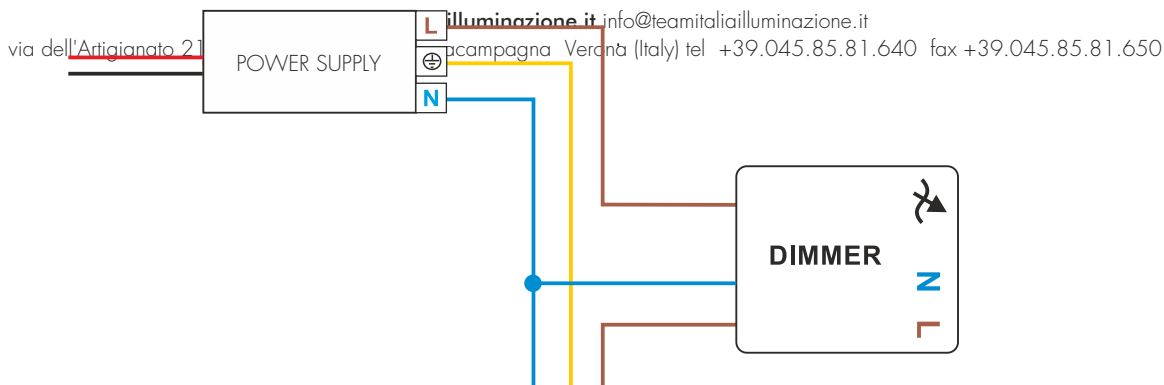 illuminazione.it info@teamitaliailluminazione.it
via dell'Artigianato 21 acampagna Verona (Italy) tel +39.045.85.81.640 fax +39.045.85.81.650
L
POWER SUPPLY
N
DIMMER
N
L